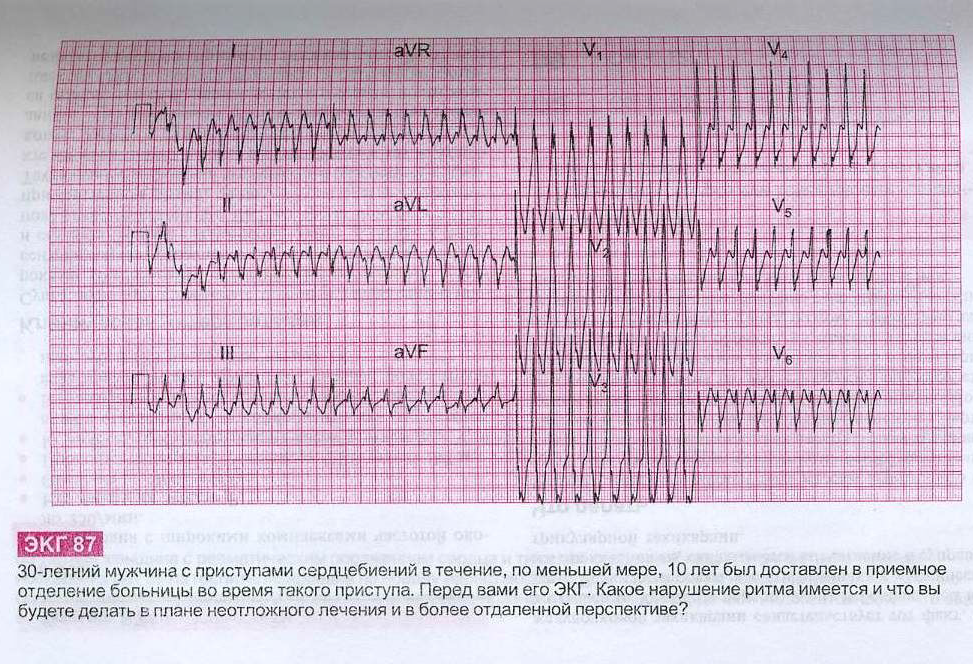 I aVR V1 V4
II aVL V2 V5
III aVF V3 V6
ЭКГ 87
30-летний мужчина с приступами сердцебиений в течение, по меньшей мере, 10 лет был доставлен в приемное
отделение больницы во время такого приступа. Перед вами его ЭКГ. Какое нарушение ритма имеется и что вы
будете делать в плане неотложного лечения и в более отдаленной перспективе?